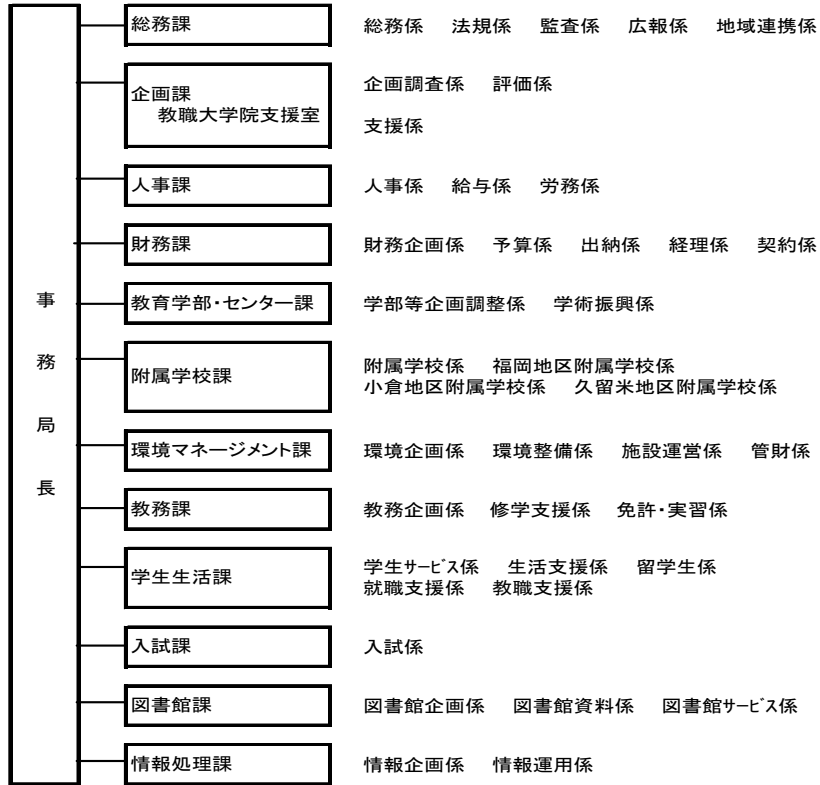 事務局長
総務課 総務係 法規係 監査係 広報係 地域連携係
企画課 企画調査係 評価係
教職大学院支援室 支援係
人事課 人事係 給与係 労務係
財務課 財務企画係 予算係 出納係 経理係 契約係
教育学部・センター課 学部等企画調整係 学術振興係
附属学校課 附属学校係 福岡地区附属学校係
小倉地区附属学校係 久留米地区附属学校係
環境マネージメント課 環境企画係 環境整備係 施設運営係 管財係
教務課 教務企画係 修学支援係 免許・実習係
学生生活課 学生サービス係 生活支援係 留学生係
就職支援係 教職支援係
入試課 入試係
図書館課 図書館企画係 図書館資料係 図書館サービス係
情報処理課 情報企画係 情報運用係